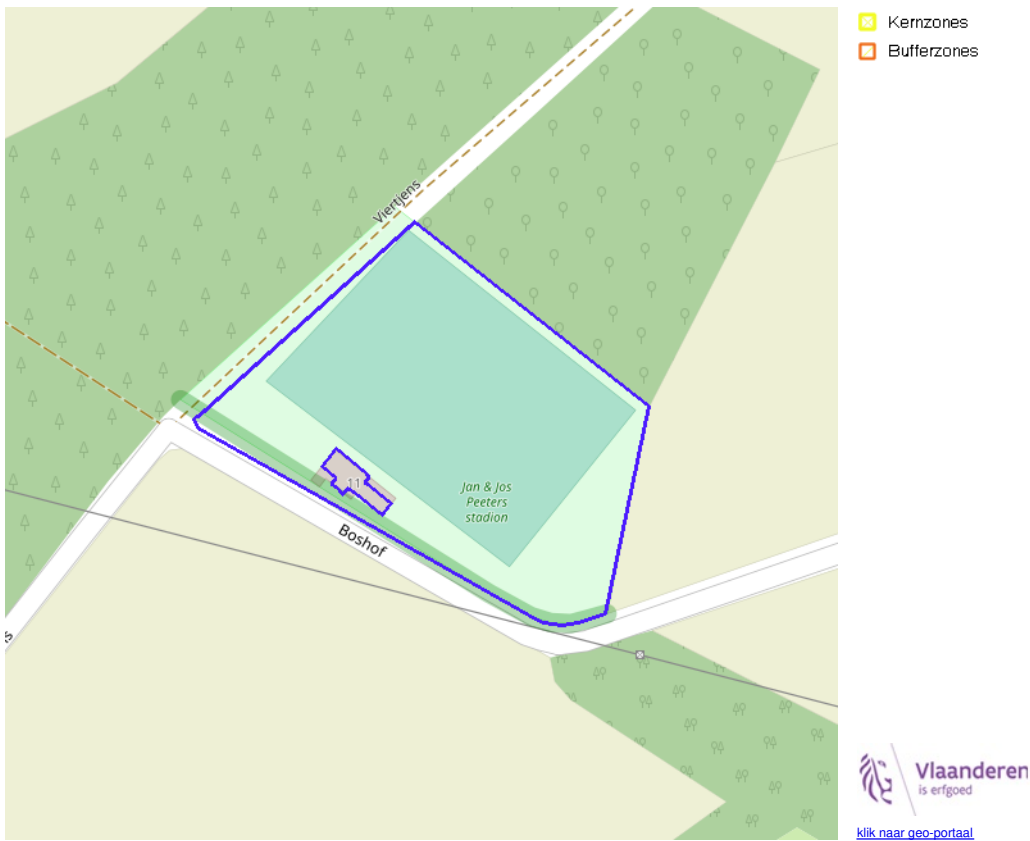 Kernzones
Bufferzones
Viertjens
11
Jan & Jos
Peeters
stadion
Boshof
Vlaanderen
is erfgoed
klik naar geo-portaal